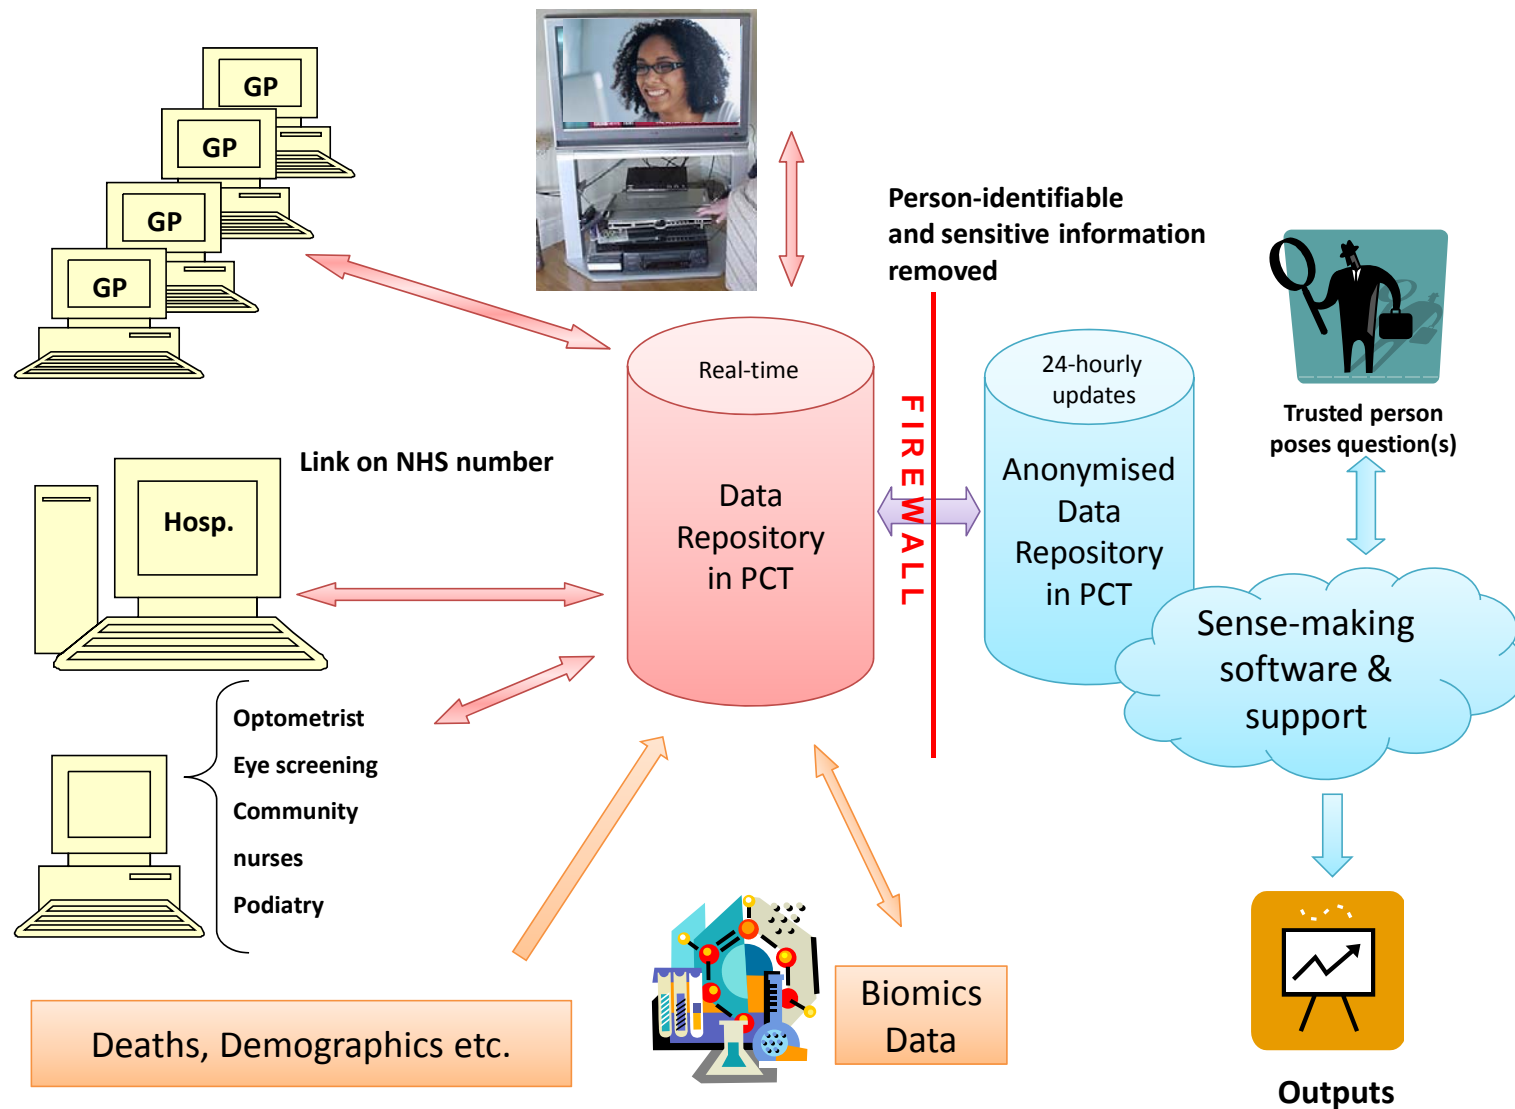 GP
GP
GP
GP
Person-identifiable
and sensitive information
removed
Real-time
24-hourly
updates
FIREWALL
Trusted person
poses question(s)
Link on NHS number
Hosp.
Data
Repository
in PCT
Anonymised
Data
Repository
in PCT
Sense-making
software &
support
Optometrist
Eye screening
Community
nurses
Podiatry
Deaths, Demographics etc.
Biomics
Data
Outputs